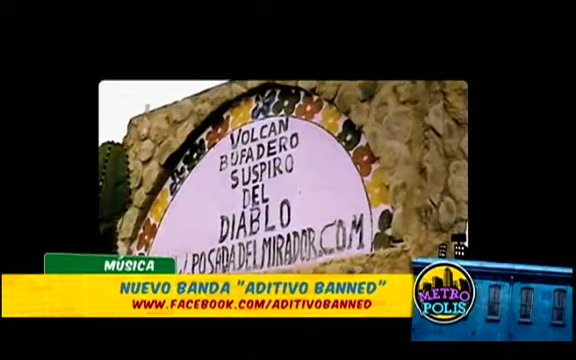 VOLCAN
BUFADERO
SUSPIRO
DEL
DIABLO
POSADADELMIRADOR.COM
MÚSICA
NUEVO BANDA "ADITIVO BANNED"
WWW.FACEBOOK.COM/ADITIVOBANNED
METRO
POLIS